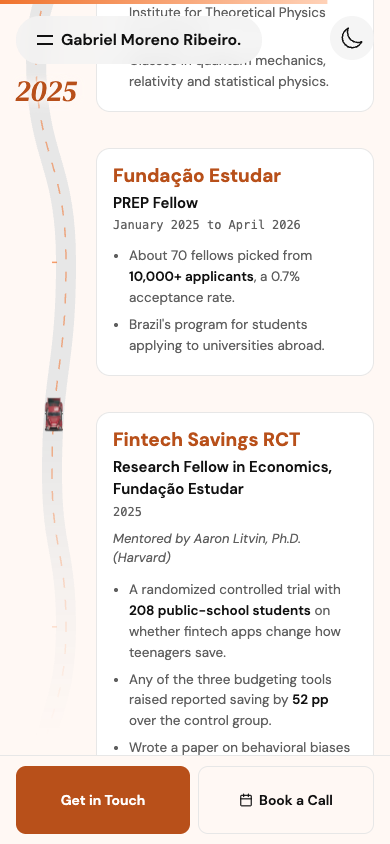 Institute for Theoretical Physics
Gabriel Moreno Ribeiro.
Classes in quantum mechanics,
relativity and statistical physics.
2025
Fundação Estudar
PREP Fellow
January 2025 to April 2026
• About 70 fellows picked from
10,000+ applicants, a 0.7%
acceptance rate.
• Brazil's program for students
applying to universities abroad.
Fintech Savings RCT
Research Fellow in Economics,
Fundação Estudar
2025
Mentored by Aaron Litvin, Ph.D.
(Harvard)
• A randomized controlled trial with
208 public-school students on
whether fintech apps change how
teenagers save.
• Any of the three budgeting tools
raised reported saving by 52 pp
over the control group.
• Wrote a paper on behavioral biases
Get in Touch
Book a Call